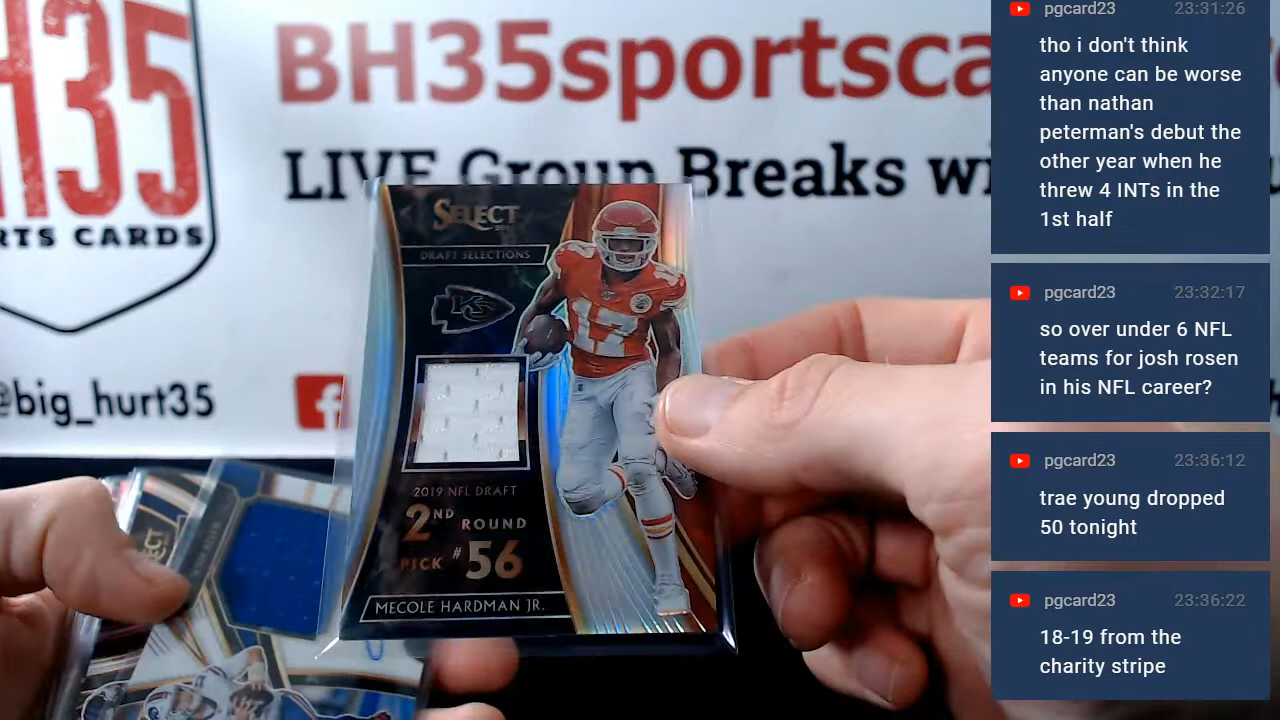 BH35sportsca
LIVE Group Breaks wi
H35
RTS CARDS
@big_hurt35
f
SELECT
DRAFT SELECTIONS
KC
17
2019 NFL DRAFT
2ND ROUND
PICK #56
MECOLE HARDMAN JR.
pgcard23 23:31:26
tho i don't think
anyone can be worse
than nathan
peterman's debut the
other year when he
threw 4 INTs in the
1st half
pgcard23 23:32:17
so over under 6 NFL
teams for josh rosen
in his NFL career?
pgcard23 23:36:12
trae young dropped
50 tonight
pgcard23 23:36:22
18-19 from the
charity stripe